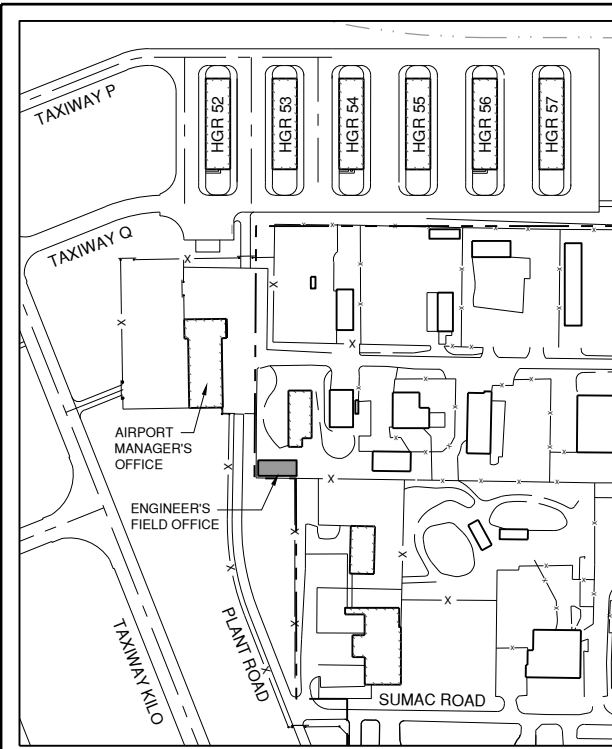 TAXIWAY P
HGR 52
HGR 53
HGR 54
HGR 55
HGR 56
HGR 57
TAXIWAY Q
AIRPORT
MANAGER'S
OFFICE
ENGINEER'S
FIELD OFFICE
TAXIWAY KILO
PLANT ROAD
SUMAC ROAD